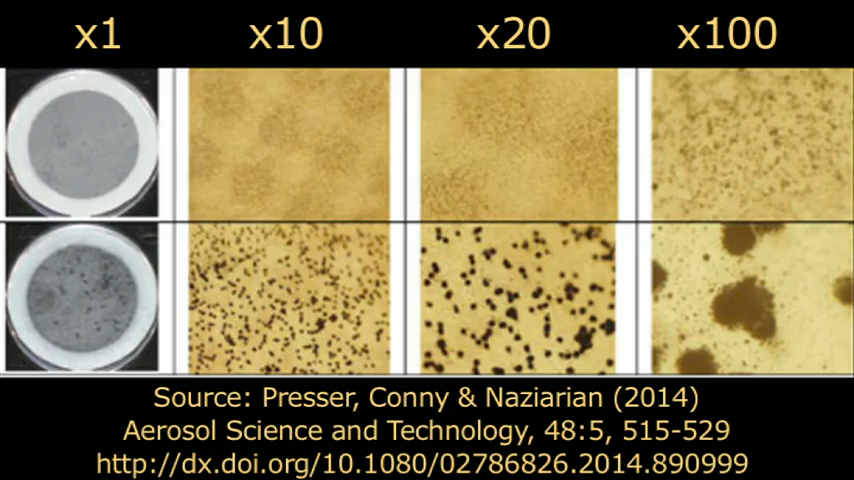 x1 x10 x20 x100
Source: Presser, Conny & Naziarian (2014)
Aerosol Science and Technology, 48:5, 515-529
http://dx.doi.org/10.1080/02786826.2014.890999